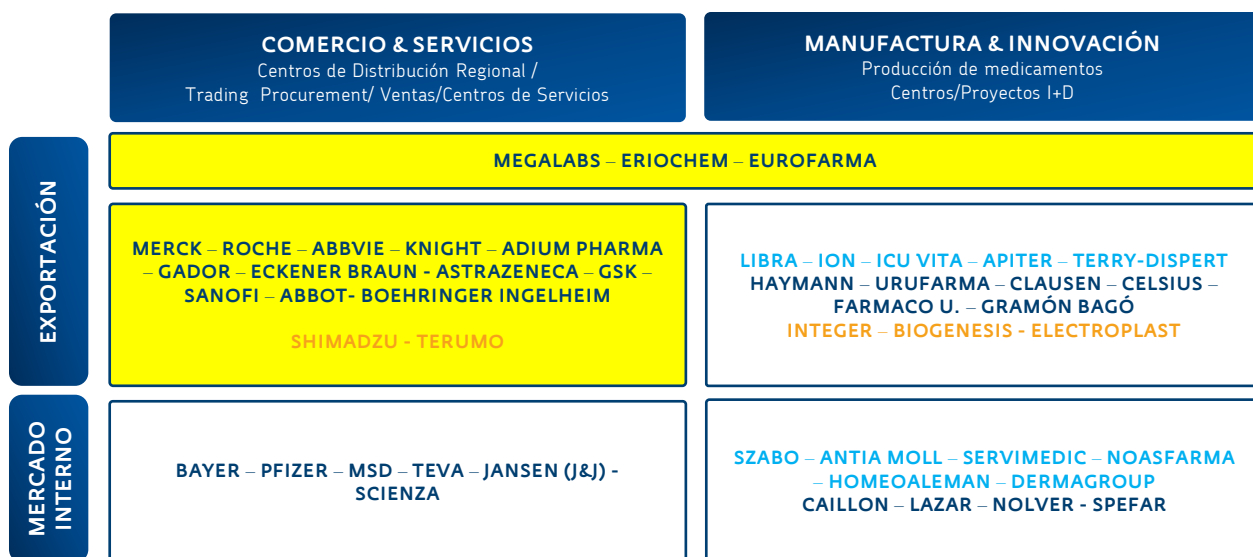 COMERCIO & SERVICIOS
Centros de Distribución Regional /
Trading Procurement/ Ventas/Centros de Servicios
MANUFACTURA & INNOVACIÓN
Producción de medicamentos
Centros/Proyectos I+D
EXPORTACIÓN
MEGALABS – ERIOCHEM – EUROFARMA
MERCK – ROCHE – ABBVIE – KNIGHT – ADIUM PHARMA
– GADOR – ECKENER BRAUN - ASTRAZENECA – GSK –
SANOFI – ABBOT- BOEHRINGER INGELHEIM
SHIMADZU - TERUMO
LIBRA – ION – ICU VITA – APITER – TERRY-DISPERT
HAYMANN – URUFARMA – CLAUSEN – CELSIUS –
FARMACO U. – GRAMÓN BAGÓ
INTEGER – BIOGENESIS - ELECTROPLAST
MERCADO
INTERNO
BAYER – PFIZER – MSD – TEVA – JANSEN (J&J) -
SCIENZA
SZABO – ANTIA MOLL – SERVIMEDIC – NOASFARMA
– HOMEOALEMAN – DERMAGROUP
CAILLON – LAZAR – NOLVER - SPEFAR